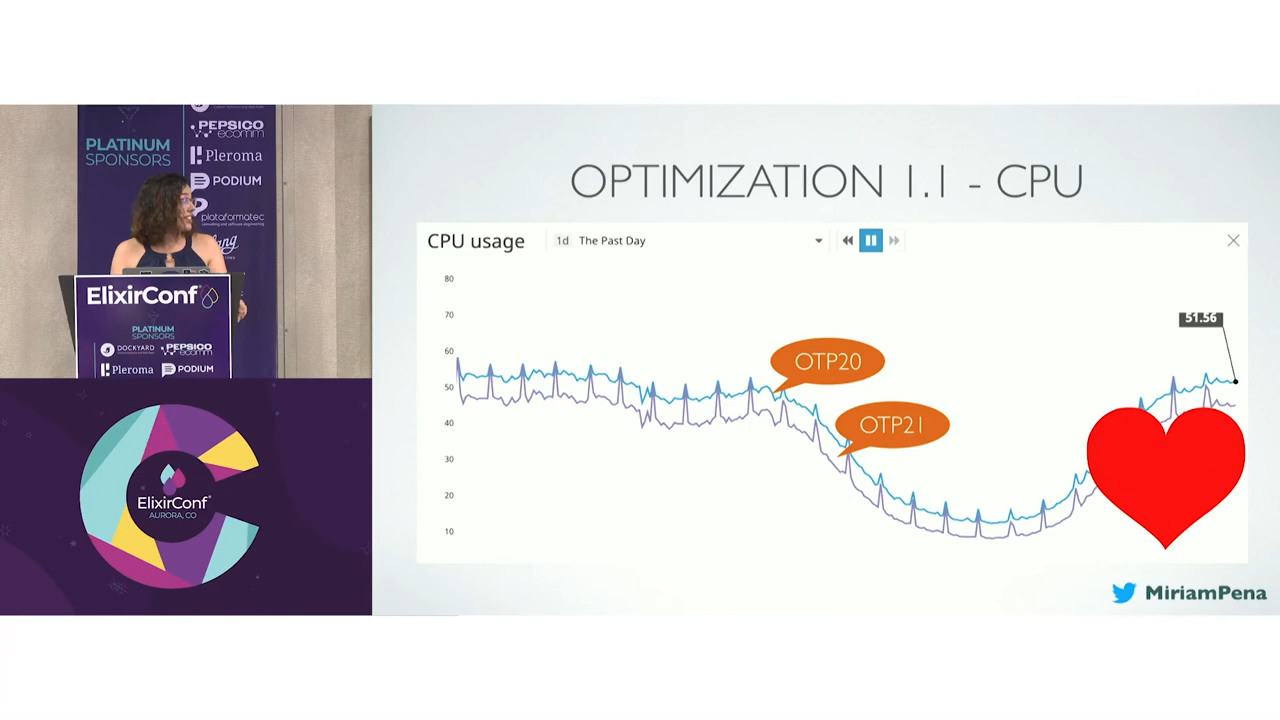 PLATINUM
SPONSORS
PEPSICO
ecomm
Pleroma
PODIUM
plataformatec
ElixirConf
PLATINUM
SPONSORS
DOCKYARD
PEPSICO
ecomm
Pleroma
PODIUM
ElixirConf
AURORA, CO
OPTIMIZATION 1.1 - CPU
CPU usage
1d The Past Day
80
70
60
50
40
30
20
10
51.56
OTP20
OTP21
MiriamPena